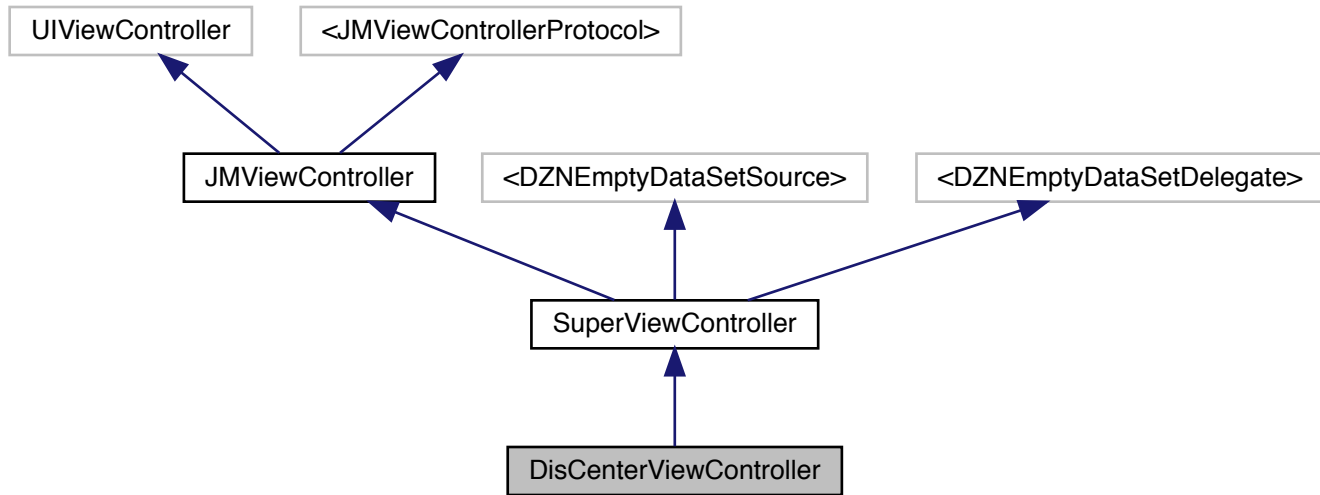 UIViewController
<JMViewControllerProtocol>
JMViewController
<DZNEmptyDataSetSource>
<DZNEmptyDataSetDelegate>
SuperViewController
DisCenterViewController